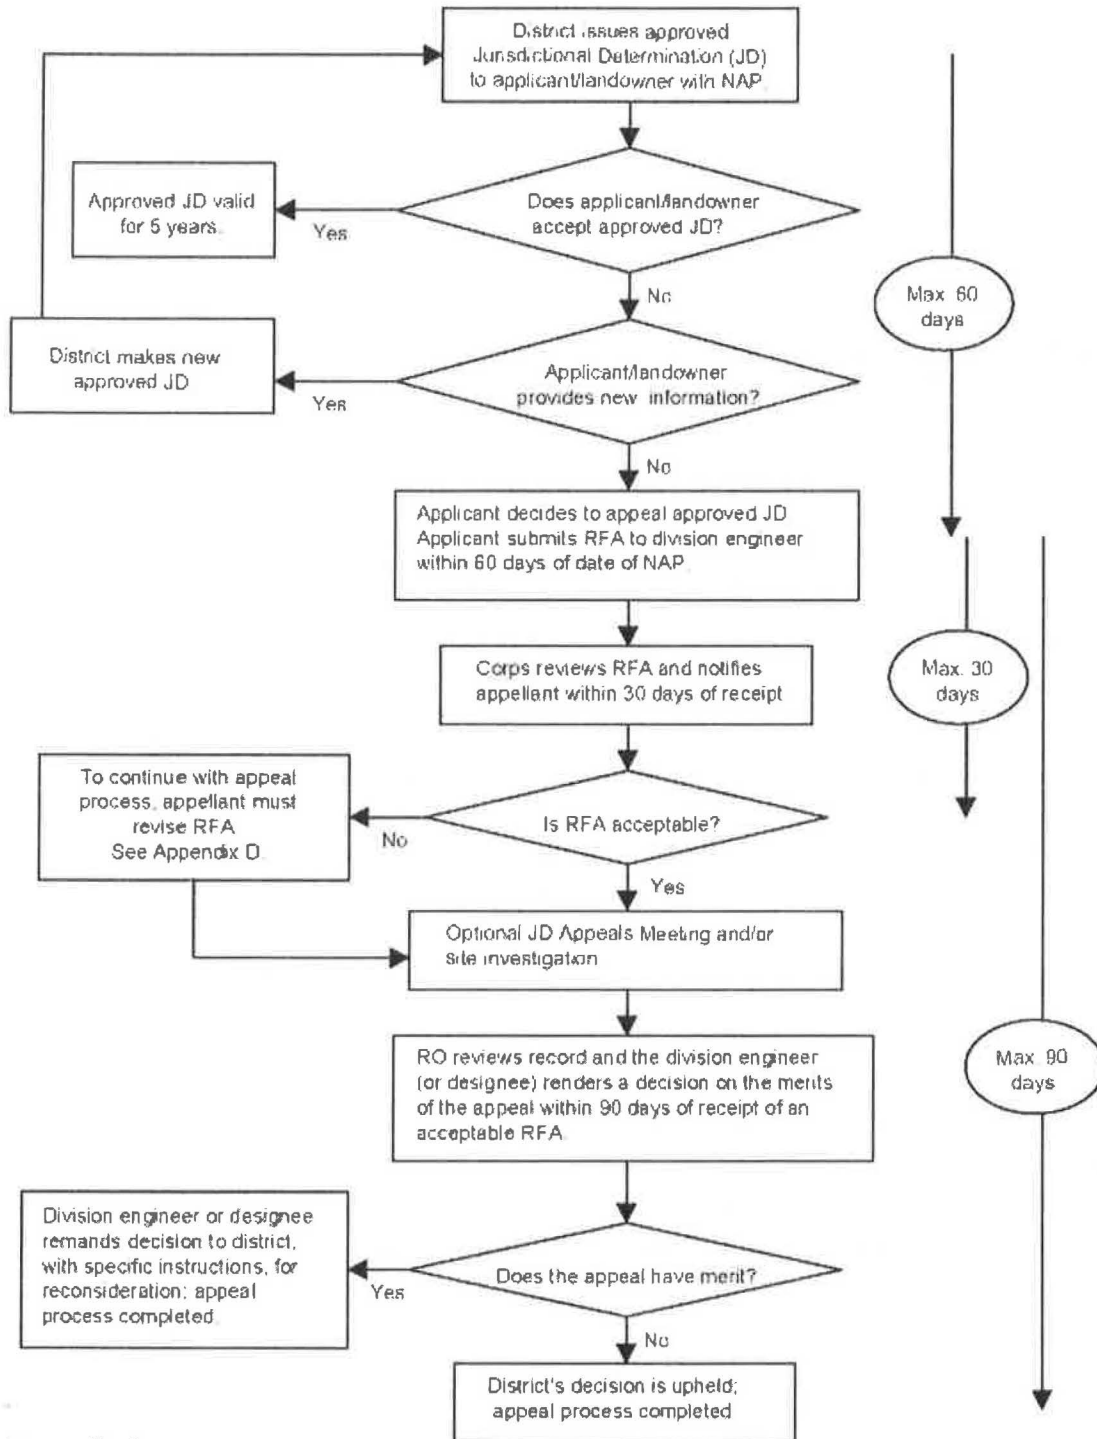 District issues approved
Jurisdictional Determination (JD)
to applicant/landowner with NAP.
Does applicant/landowner
accept approved JD?
Yes
Approved JD valid
for 5 years.
No
Max. 60
days
Applicant/landowner
provides new information?
Yes
District makes new
approved JD
No
Applicant decides to appeal approved JD
Applicant submits RFA to division engineer
within 60 days of date of NAP.
Corps reviews RFA and notifies
appellant within 30 days of receipt
Max. 30
days
Is RFA acceptable?
No
To continue with appeal
process, appellant must
revise RFA
See Appendix D.
Yes
Optional JD Appeals Meeting and/or
site investigation
RO reviews record and the division engineer
(or designee) renders a decision on the merits
of the appeal within 90 days of receipt of an
acceptable RFA.
Max. 90
days
Does the appeal have merit?
Yes
Division engineer or designee
remands decision to district,
with specific instructions, for
reconsideration; appeal
process completed.
No
District's decision is upheld;
appeal process completed